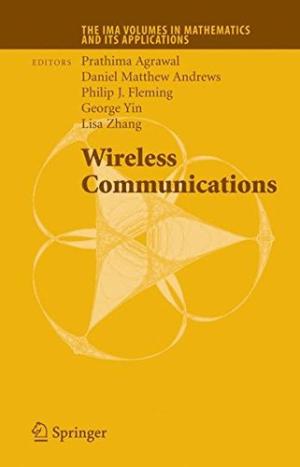 THE IMA VOLUMES IN MATHEMATICS
AND ITS APPLICATIONS
EDITORS Prathima Agrawal
Daniel Matthew Andrews
Philip J. Fleming
George Yin
Lisa Zhang
Wireless
Communications
Springer